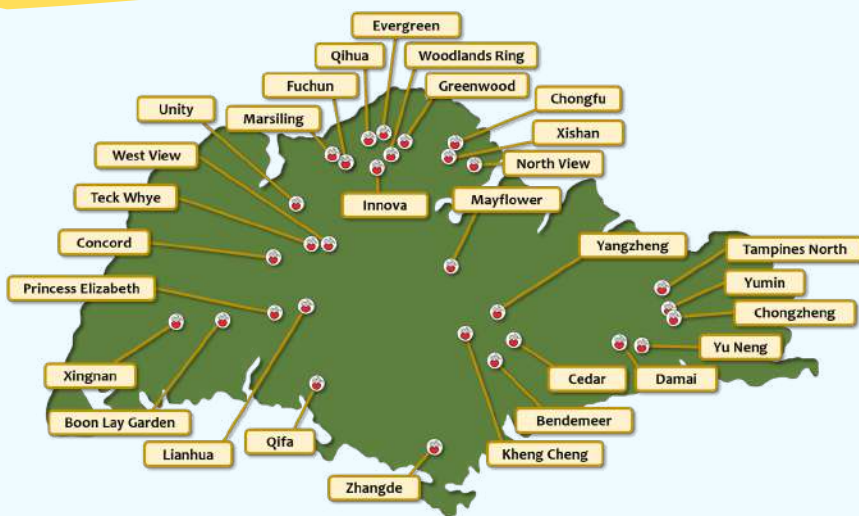 Evergreen
Qihua
Woodlands Ring
Fuchun
Greenwood
Unity
Marsiling
Chongfu
Xishan
West View
North View
Teck Whye
Innova
Mayflower
Concord
Yangzheng
Tampines North
Princess Elizabeth
Yumin
Chongzheng
Yu Neng
Xingnan
Cedar
Damai
Boon Lay Garden
Bendemeer
Lianhua
Qifa
Kheng Cheng
Zhangde